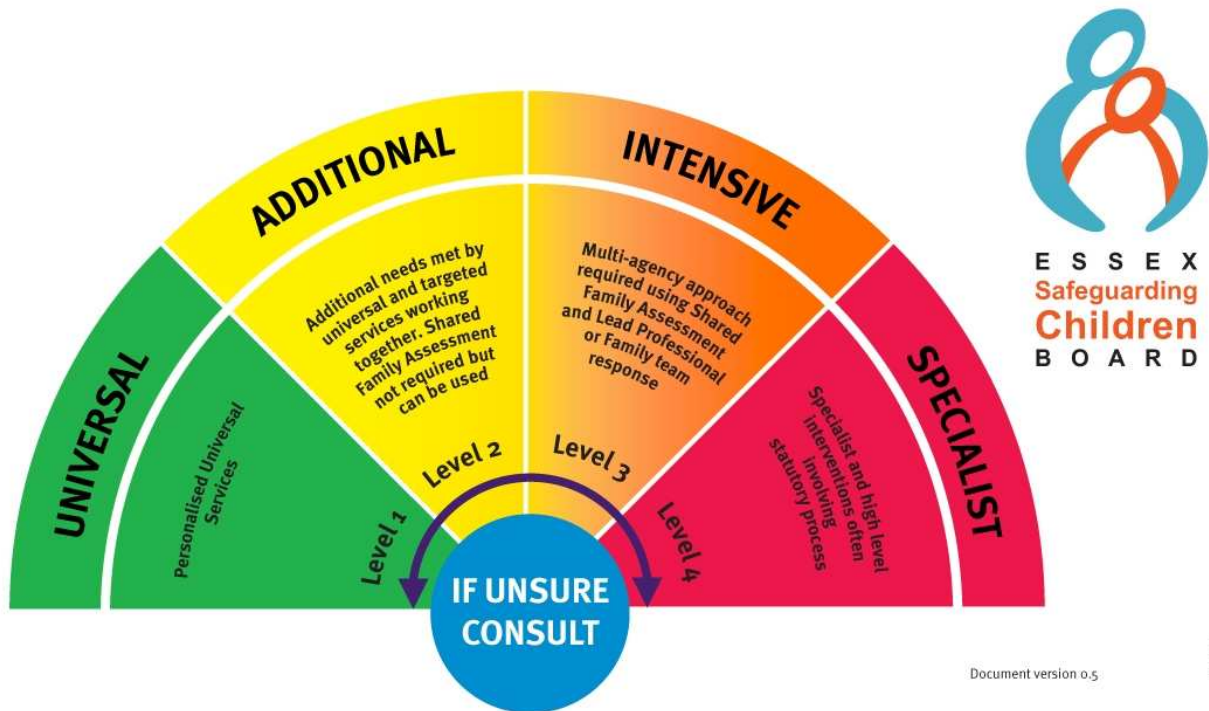 UNIVERSAL
Personalised Universal
Services
Level 1
ADDITIONAL
Additional needs met by
universal and targeted
services working
together. Shared
Family Assessment
not required but
can be used
Level 2
INTENSIVE
Multi-agency approach
required using Shared
Family Assessment
and Lead Professional
or Family team
response
Level 3
SPECIALIST
Specialist and high level
interventions often
involving
statutory process
Level 4
IF UNSURE
CONSULT
ESSEX
Safeguarding
Children
BOARD
Document version 0.5